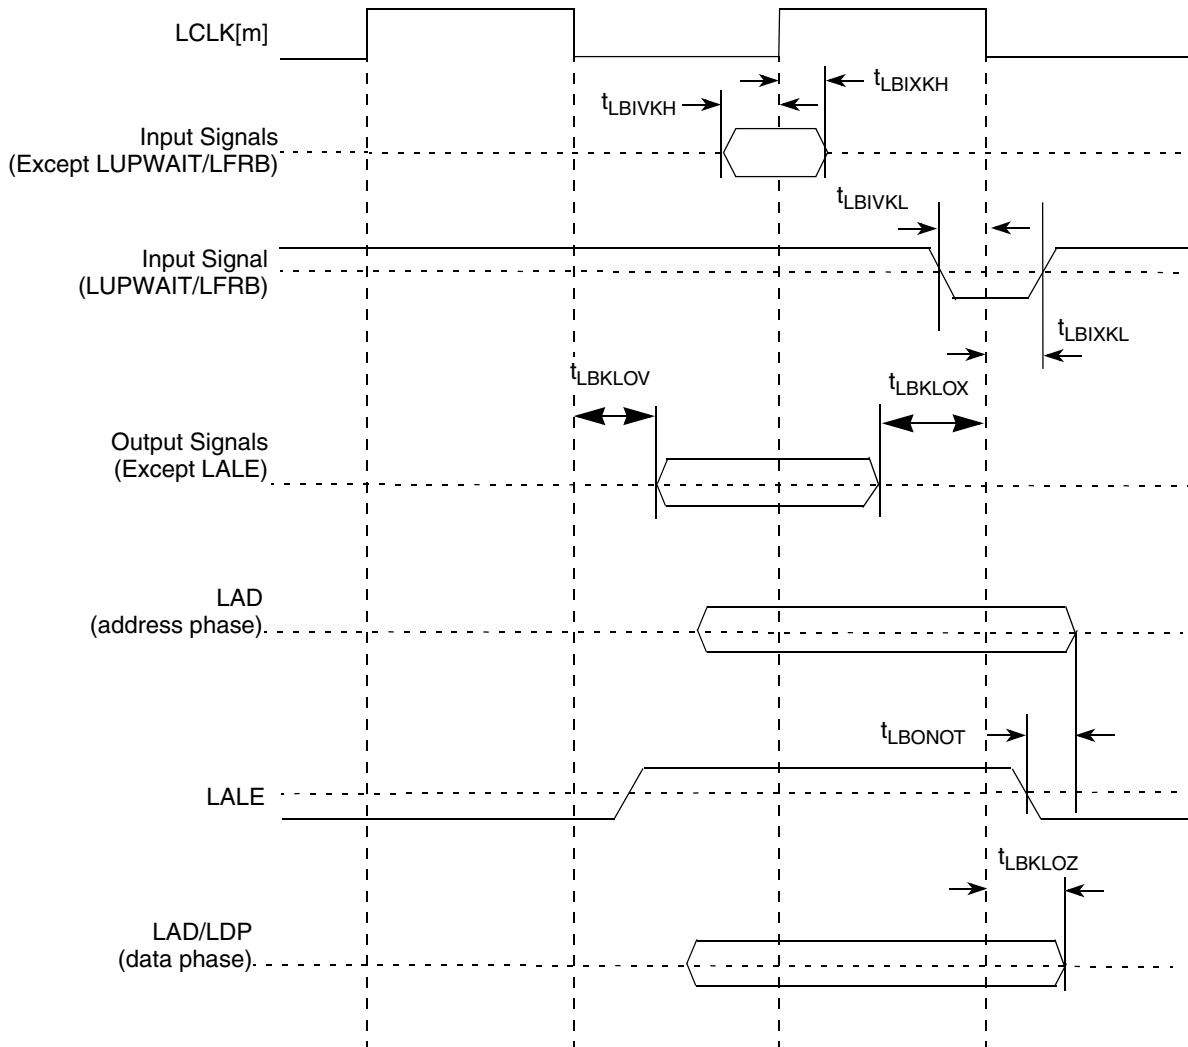 LCLK[m]
tLBIXKH
tLBIVKH
Input Signals
(Except LUPWAIT/LFRB)
tLBIVKL
Input Signal
(LUPWAIT/LFRB)
tLBIXKL
tLBKLOV
tLBKLOX
Output Signals
(Except LALE)
LAD
(address phase)
tLBONOT
LALE
tLBKLOZ
LAD/LDP
(data phase)